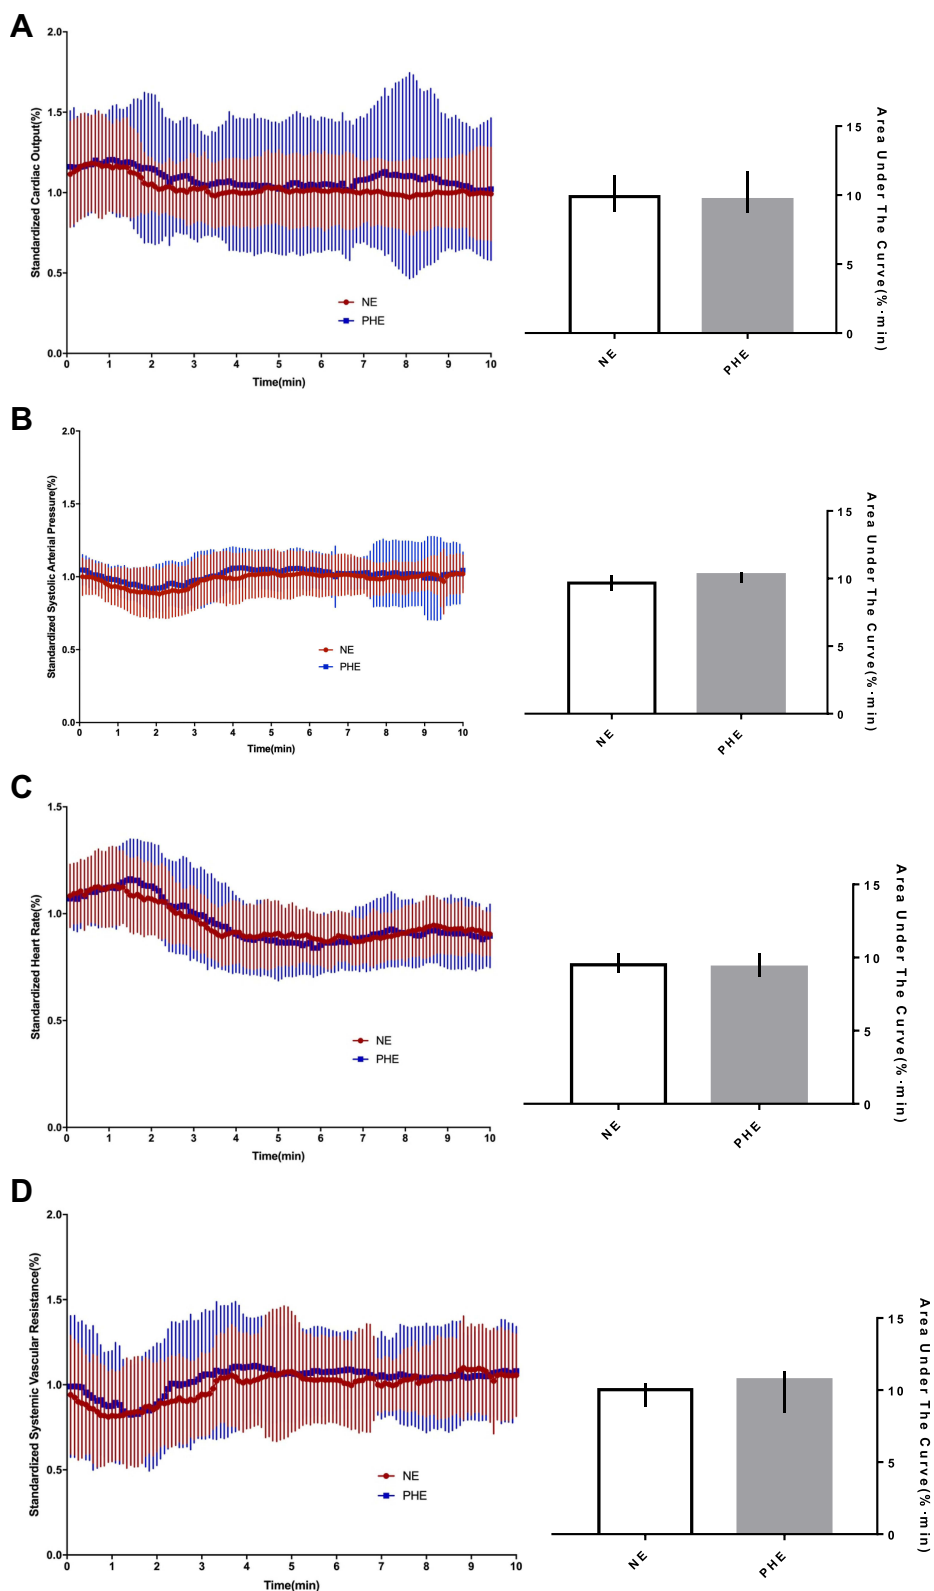 A
2.0
1.5
1.0
0.5
0.0
Standardized Cardiac Output(%)
NE
PHE
0 1 2 3 4 5 6 7 8 9 10
Time(min)
15
10
5
0
Area Under The Curve(%·min)
NE
PHE
B
2.0
1.5
1.0
0.5
0.0
Standardized Systolic Arterial Pressure(%)
NE
PHE
0 1 2 3 4 5 6 7 8 9 10
Time(min)
15
10
5
0
Area Under The Curve(%·min)
NE
PHE
C
1.5
1.0
0.5
0.0
Standardized Hert Rate(%)
NE
PHE
0 1 2 3 4 5 6 7 8 9 10
Time(min)
15
10
5
0
Area Under The Curve(%·min)
NE
PHE
D
2.0
1.5
1.0
0.5
0.0
Standardized Systemic Vascular Resistance(%)
NE
PHE
0 1 2 3 4 5 6 7 8 9 10
Time(min)
15
10
5
0
Area Under The Curve(%·min)
NE
PHE